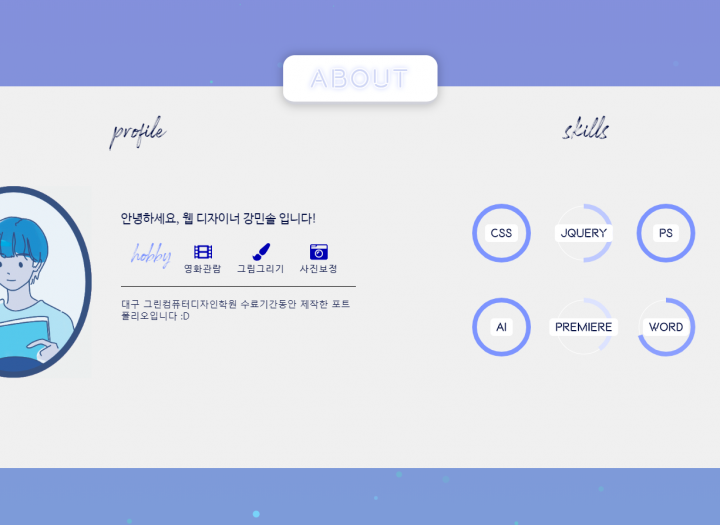 ABOUT
profile
skills
안녕하세요, 웹 디자이너 강민솔 입니다!
hobby
영화관람
그림그리기
사진보정
대구 그린컴퓨터디자인학원 수료기간동안 제작한 포트
폴리오입니다 :D
CSS
JQUERY
PS
AI
PREMIERE
WORD